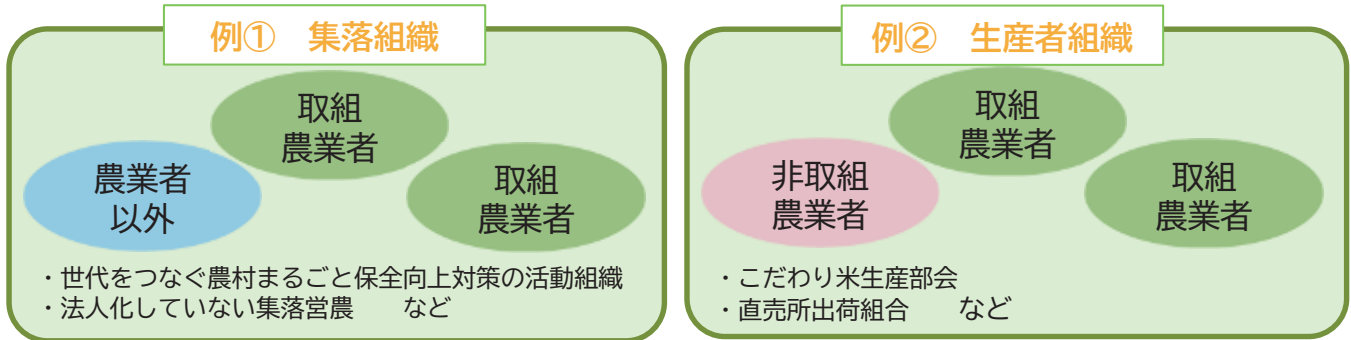 例①　集落組織
取組
農業者
農業者
以外
取組
農業者
・世代をつなぐ農村まるごと保全向上対策の活動組織
・法人化していない集落営農　　など
例②　生産者組織
取組
農業者
非取組
農業者
取組
農業者
・こだわり米生産部会
・直売所出荷組合　　など